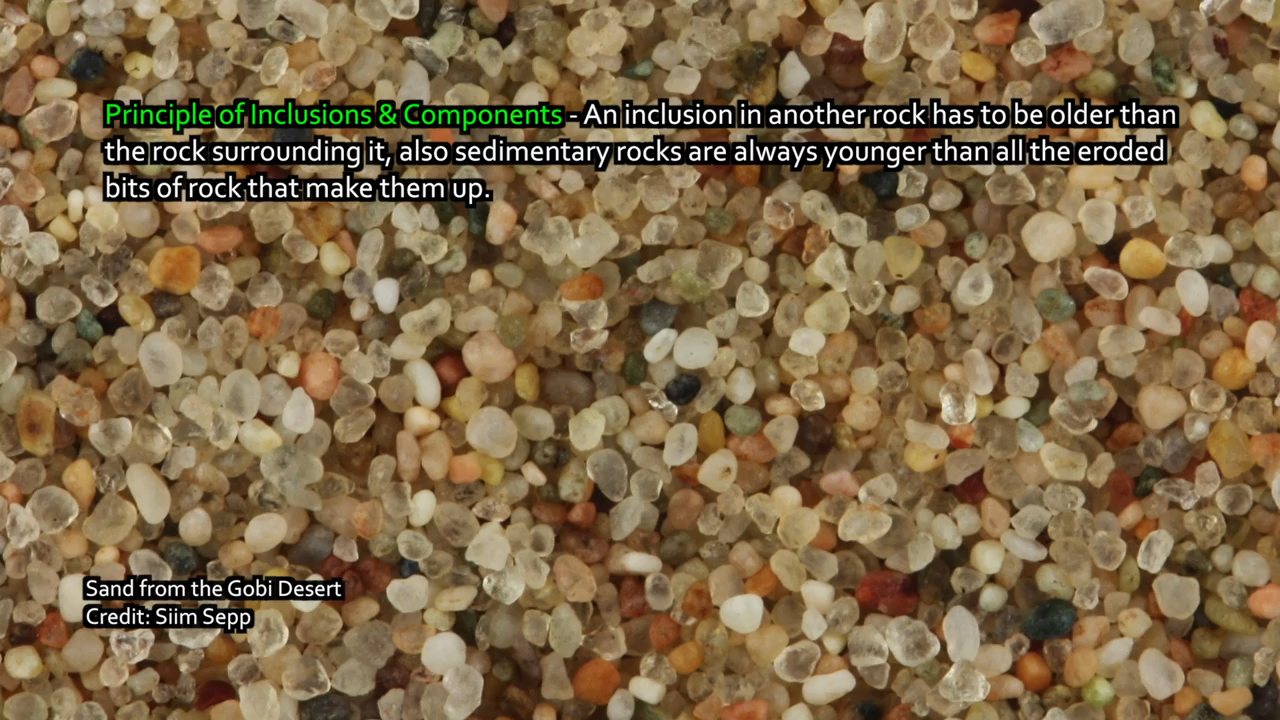 Principle of Inclusions & Components - An inclusion in another rock has to be older than
the rock surrounding it, also sedimentary rocks are always younger than all the eroded
bits of rock that make them up.
Sand from the Gobi Desert
Credit: Siim Sepp